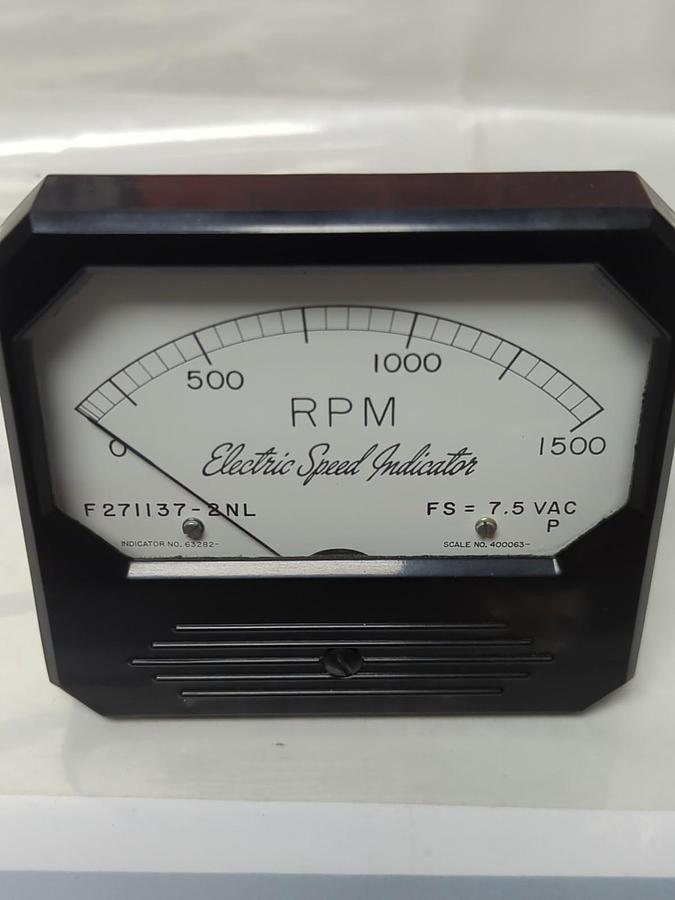 0 500 1000 1500
RPM
Electric Speed Indicator
F271137-2NL
FS = 7.5 VAC
P
INDICATOR NO. 63282-
SCALE NO. 400063-